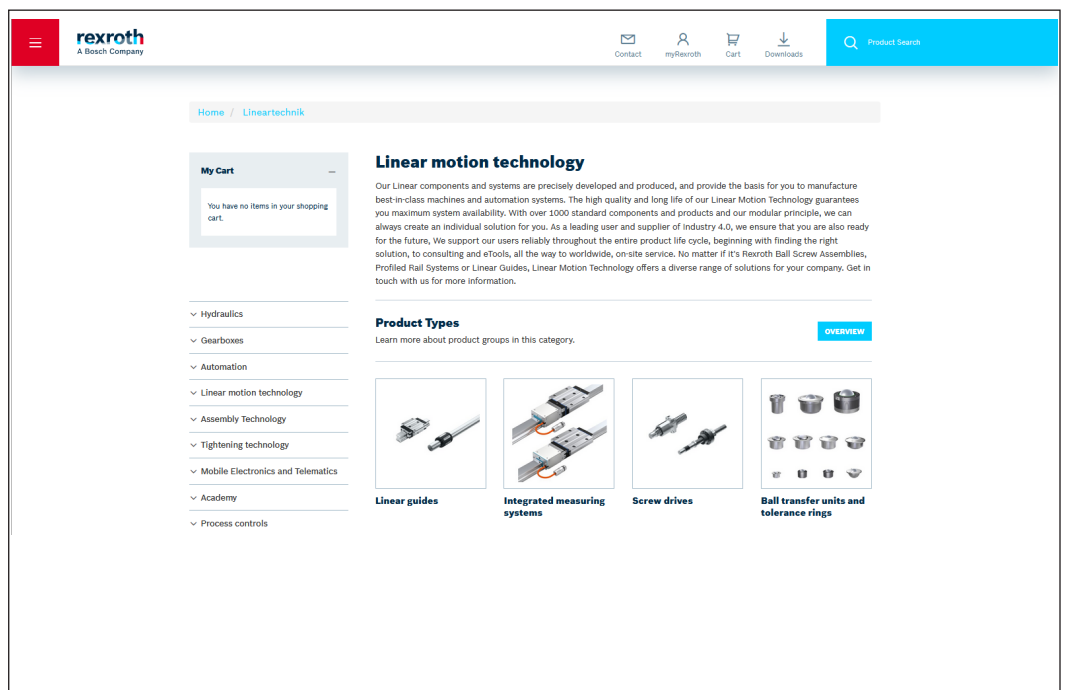 rexroth
A Bosch Company
Contact
myRexroth
Cart
Downloads
Product Search
Home / Lineartechnik
My Cart
You have no items in your shopping
cart.
Hydraulics
Gearboxes
Automation
Linear motion technology
Assembly Technology
Tightening technology
Mobile Electronics and Telematics
Academy
Process controls
Linear motion technology
Our Linear components and systems are precisely developed and produced, and provide the basis for you to manufacture
best-in-class machines and automation systems. The high quality and long life of our Linear Motion Technology guarantees
you maximum system availability. With over 1000 standard components and products and our modular principle, we can
always create an individual solution for you. As a leading user and supplier of Industry 4.0, we ensure that you are also ready
for the future, We support our users reliably throughout the entire product life cycle, beginning with finding the right
solution, to consulting and eTools, all the way to worldwide, on-site service. No matter if it's Rexroth Ball Screw Assemblies,
Profiled Rail Systems or Linear Guides, Linear Motion Technology offers a diverse range of solutions for your company. Get in
touch with us for more information.
Product Types
Learn more about product groups in this category.
OVERVIEW
Linear guides
Integrated measuring
systems
Screw drives
Ball transfer units and
tolerance rings